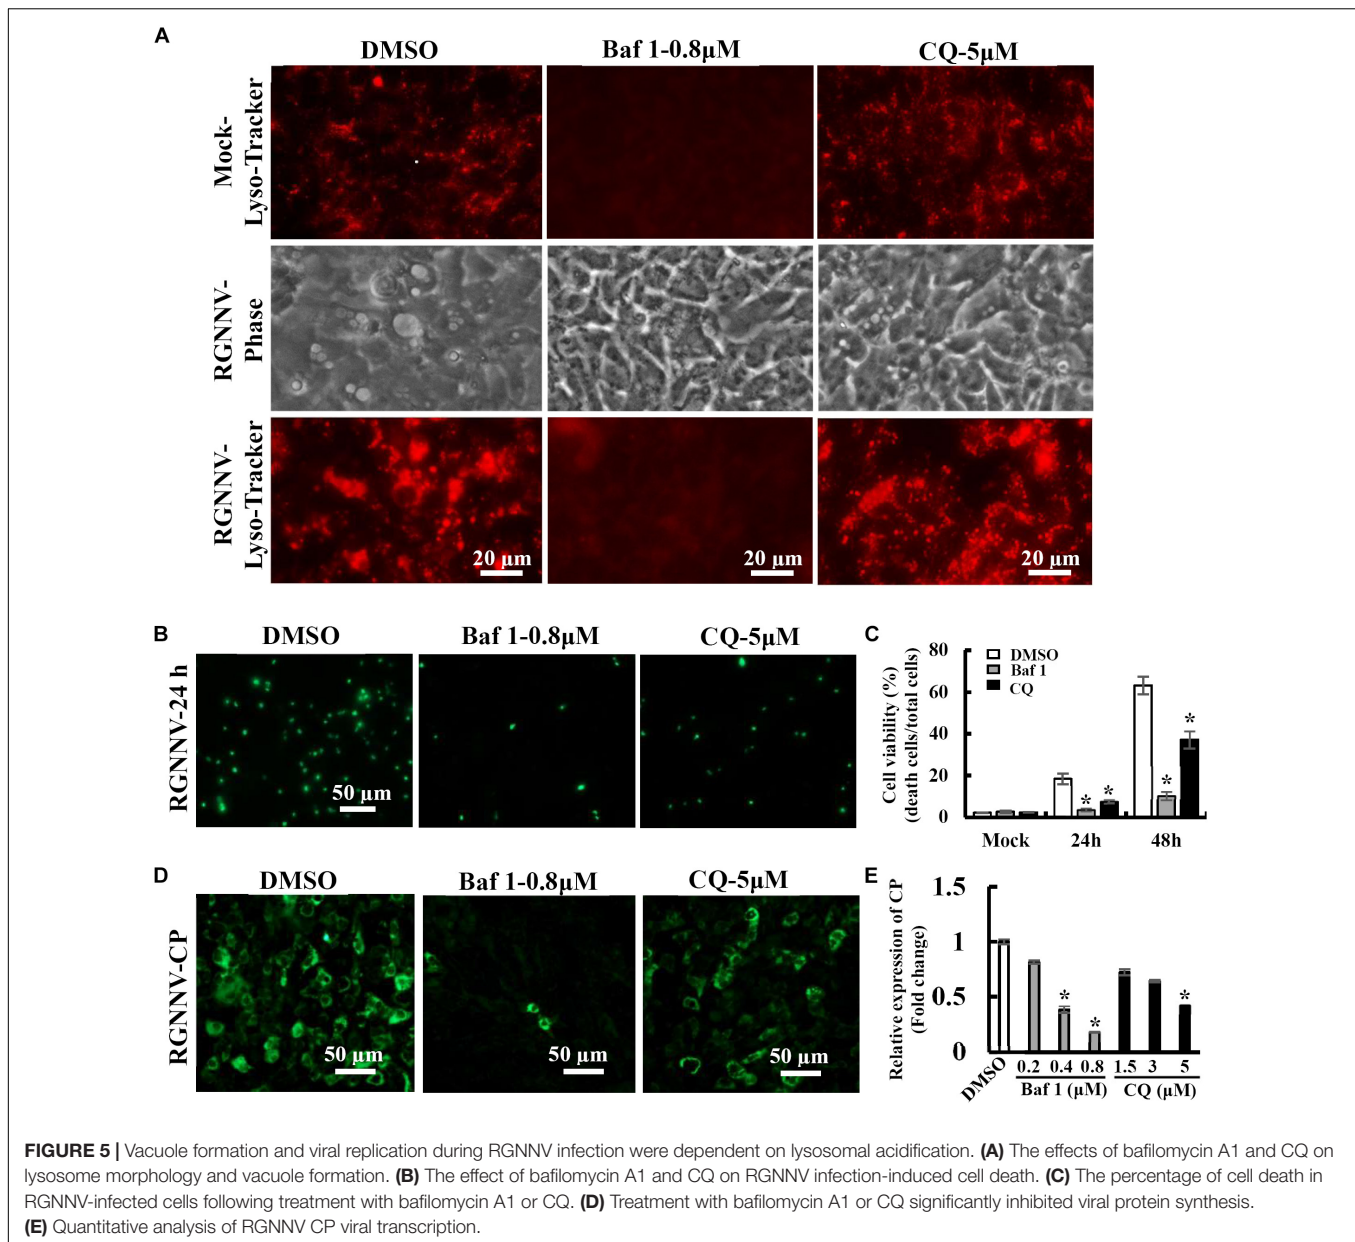 A
DMSO
Baf 1-0.8μM
CQ-5μM
Mock-
Lyso-Tracker
RGNNV-
Phase
RGNNV-
Lyso-Tracker
20 μm
20 μm
20 μm
B
DMSO
Baf 1-0.8μM
CQ-5μM
RGNNV-24 h
50 μm
C
Cell viability (%)
(death cells/total cells)
80
60
40
20
0
DMSO
Baf 1
CQ
*
*
*
*
Mock
24h
48h
D
DMSO
Baf 1-0.8μM
CQ-5μM
RGNNV-CP
50 μm
50 μm
50 μm
E
Relative expression of CP
(Fold change)
1.5
1
0.5
0
*
*
*
DMSO
0.2 0.4 0.8 1.5 3 5
Baf 1 (μM) CQ (μM)
FIGURE 5 | Vacuole formation and viral replication during RGNNV infection were dependent on lysosomal acidification. (A) The effects of bafilomycin A1 and CQ on
lysosome morphology and vacuole formation. (B) The effect of bafilomycin A1 and CQ on RGNNV infection-induced cell death. (C) The percentage of cell death in
RGNNV-infected cells following treatment with bafilomycin A1 or CQ. (D) Treatment with bafilomycin A1 or CQ significantly inhibited viral protein synthesis.
(E) Quantitative analysis of RGNNV CP viral transcription.